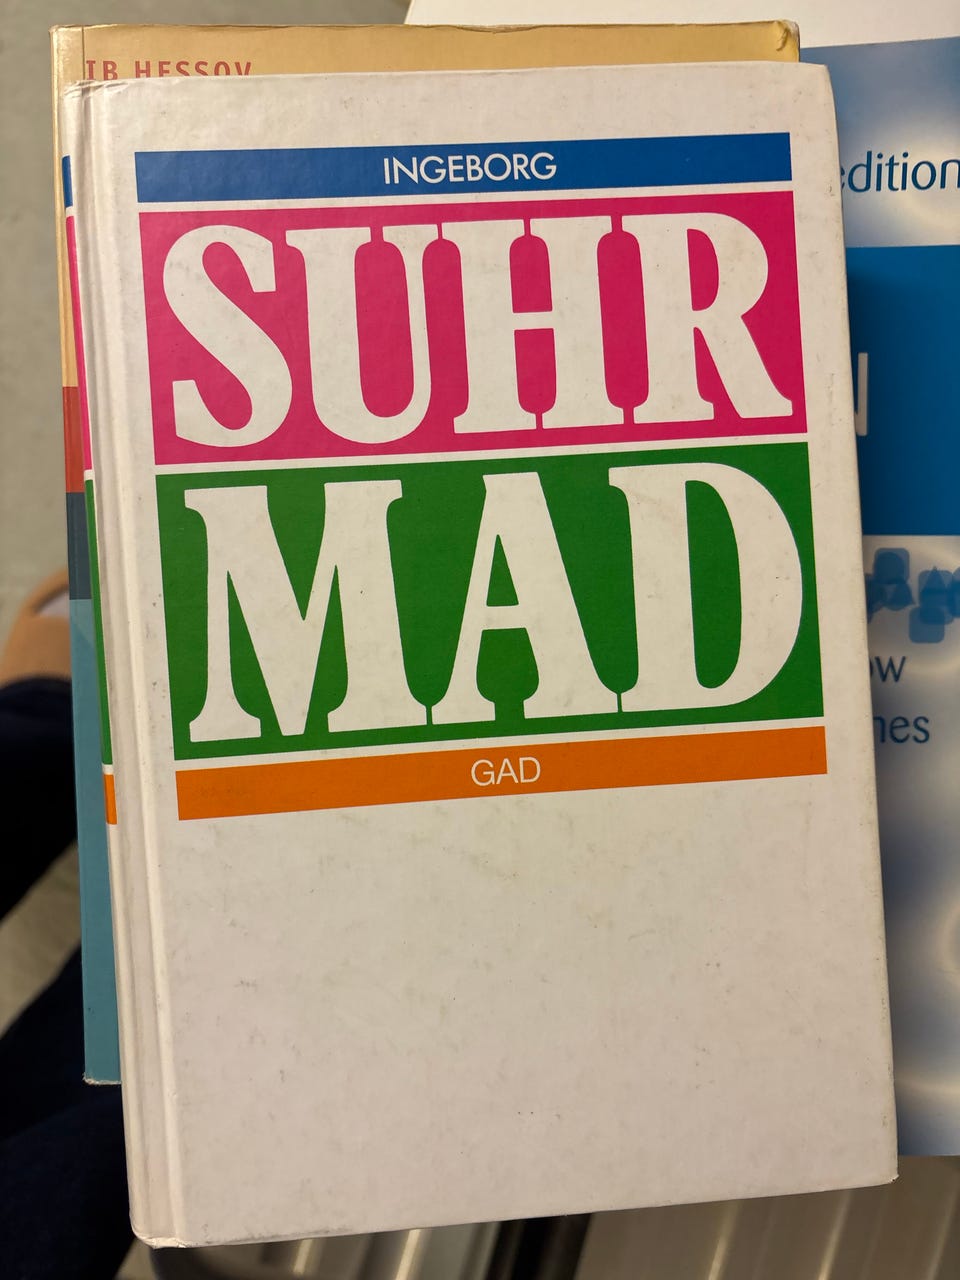 IB HESSOV
INGEBORG
SUHR
MAD
GAD
edition